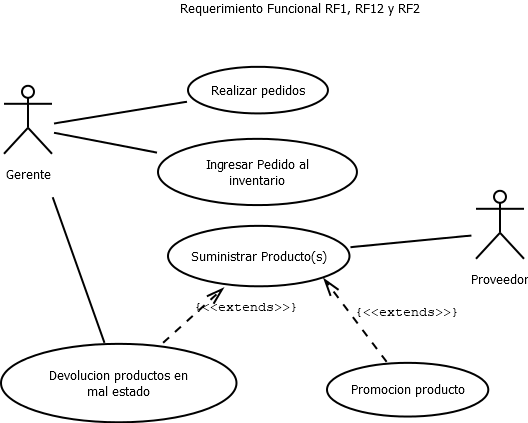 Requerimiento Funcional RF1, RF12 y RF2
Realizar pedidos
Gerente
Ingresar Pedido al
inventario
Suministrar Producto(s)
Proveedor
{<<extends>>}
{<<extends>>}
Devolucion productos en
mal estado
Promocion producto